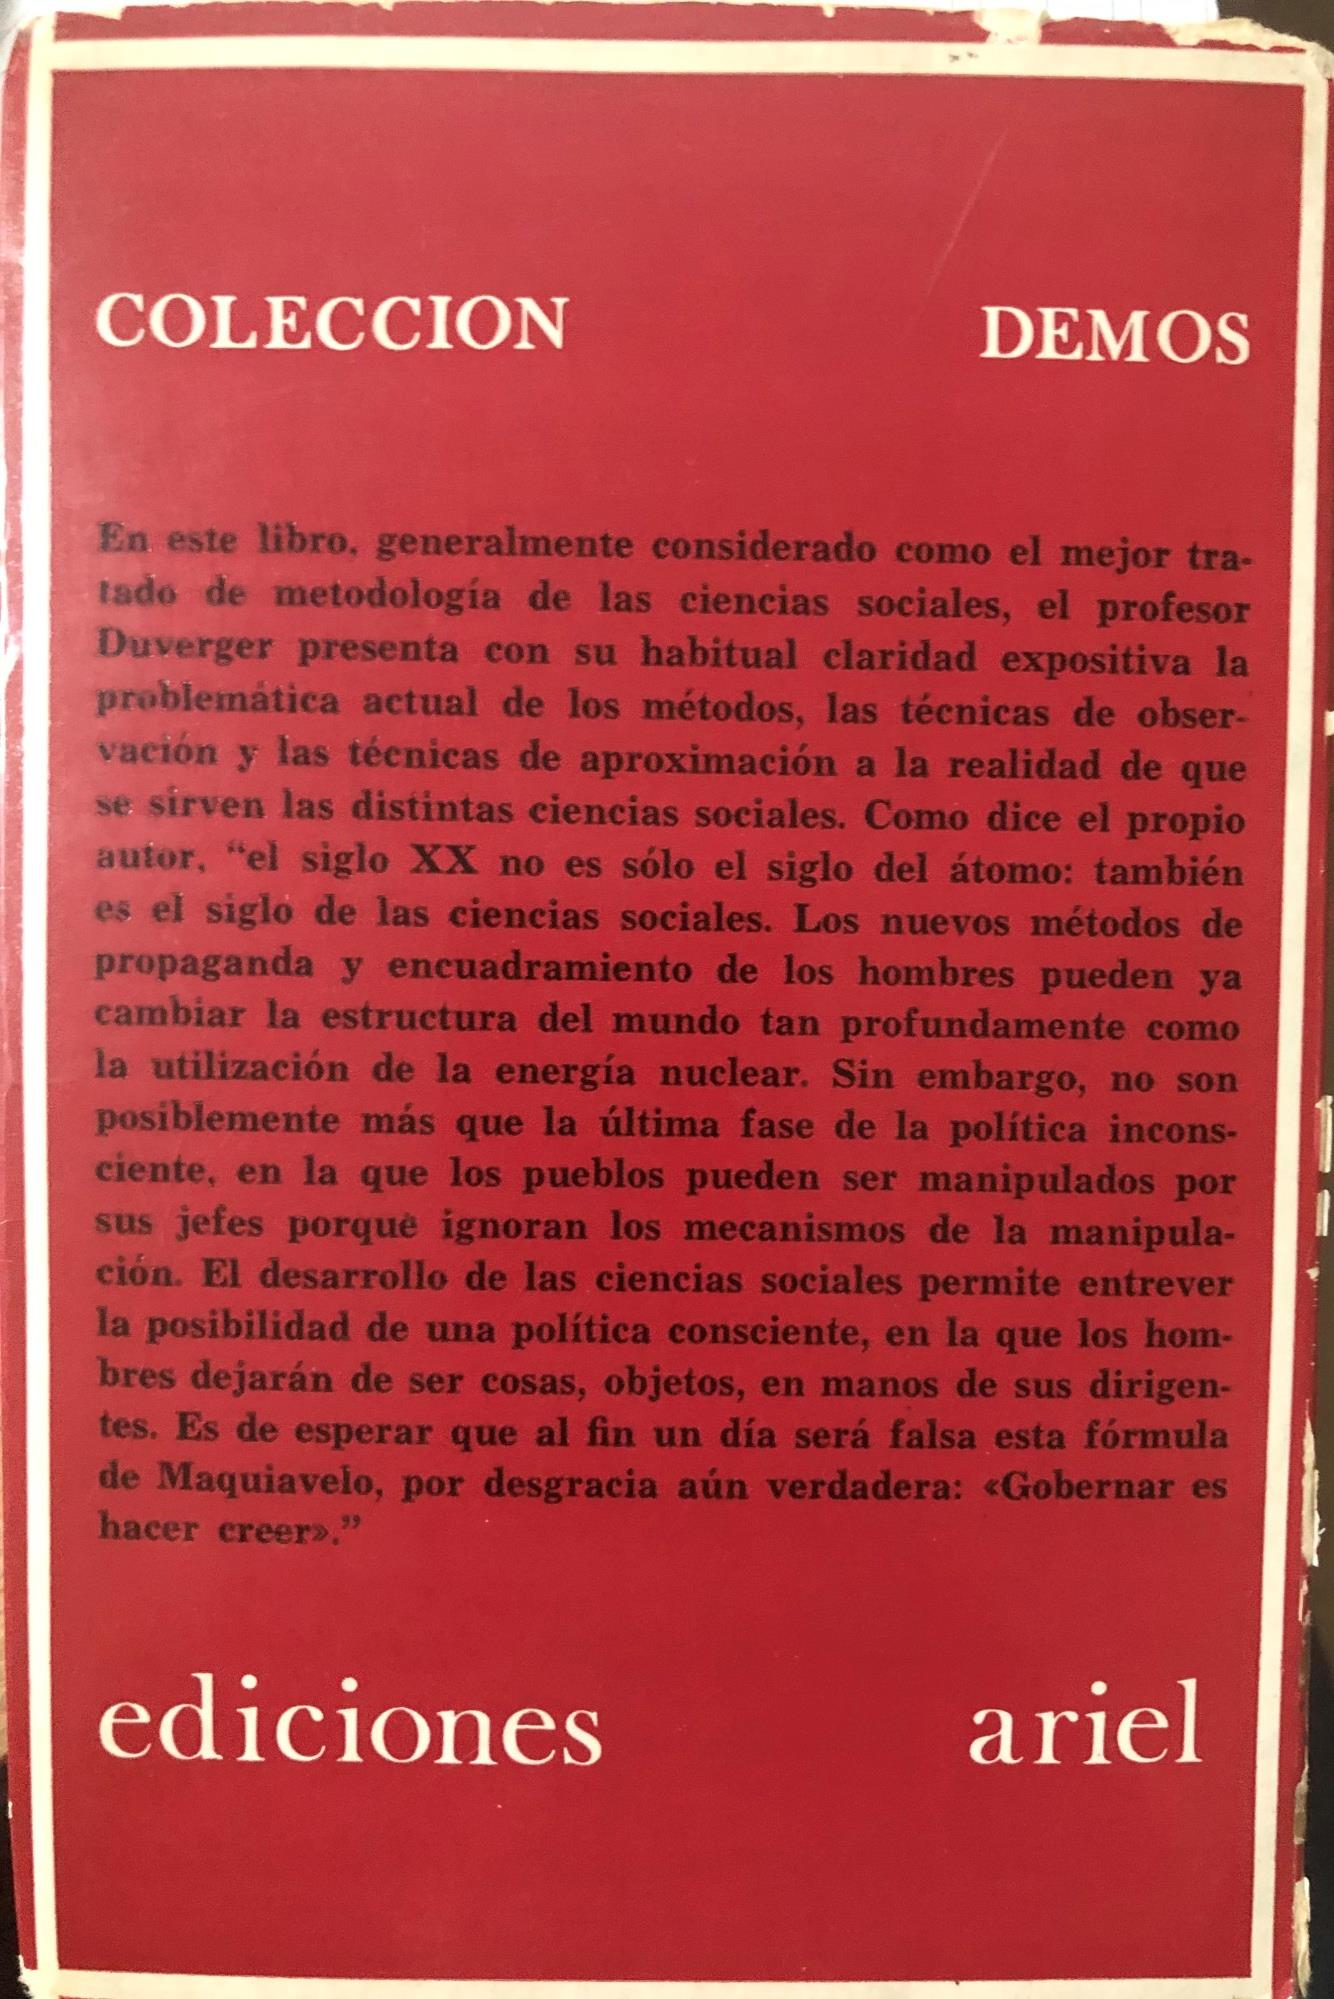 COLECCION DEMOS
En este libro, generalmente considerado como el mejor tra-
tado de metodología de las ciencias sociales, el profesor
Duverger presenta con su habitual claridad expositiva la
problemática actual de los métodos, las técnicas de obser-
vación y las técnicas de aproximación a la realidad de que
se sirven las distintas ciencias sociales. Como dice el propio
autor, “el siglo XX no es sólo el siglo del átomo: también
es el siglo de las ciencias sociales. Los nuevos métodos de
propaganda y encuadramiento de los hombres pueden ya
cambiar la estructura del mundo tan profundamente como
la utilización de la energía nuclear. Sin embargo, no son
posiblemente más que la última fase de la política incons-
ciente, en la que los pueblos pueden ser manipulados por
sus jefes porque ignoran los mecanismos de la manipula-
ción. El desarrollo de las ciencias sociales permite entrever
la posibilidad de una política consciente, en la que los hom-
bres dejarán de ser cosas, objetos, en manos de sus dirigen-
tes. Es de esperar que al fin un día será falsa esta fórmula
de Maquiavelo, por desgracia aún verdadera: «Gobernar es
hacer creer».”
ediciones ariel